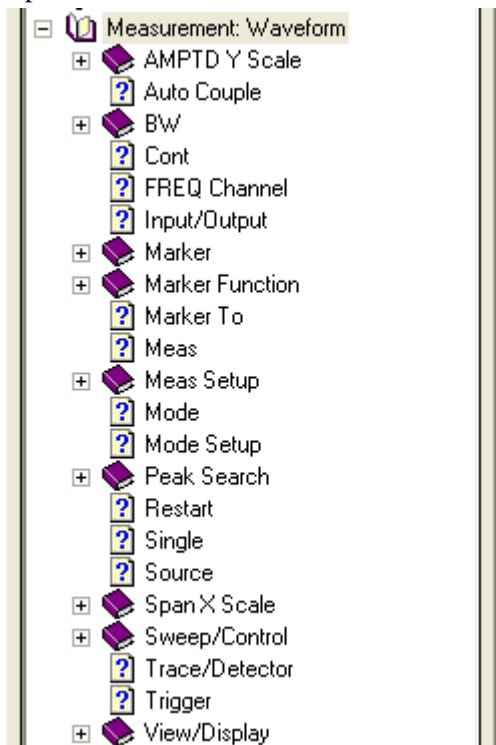 Measurement: Waveform
AMPTD Y Scale
Auto Couple
BW
Cont
FREQ Channel
Input/Output
Marker
Marker Function
Marker To
Meas
Meas Setup
Mode
Mode Setup
Peak Search
Restart
Single
Source
Span X Scale
Sweep/Control
Trace/Detector
Trigger
View/Display